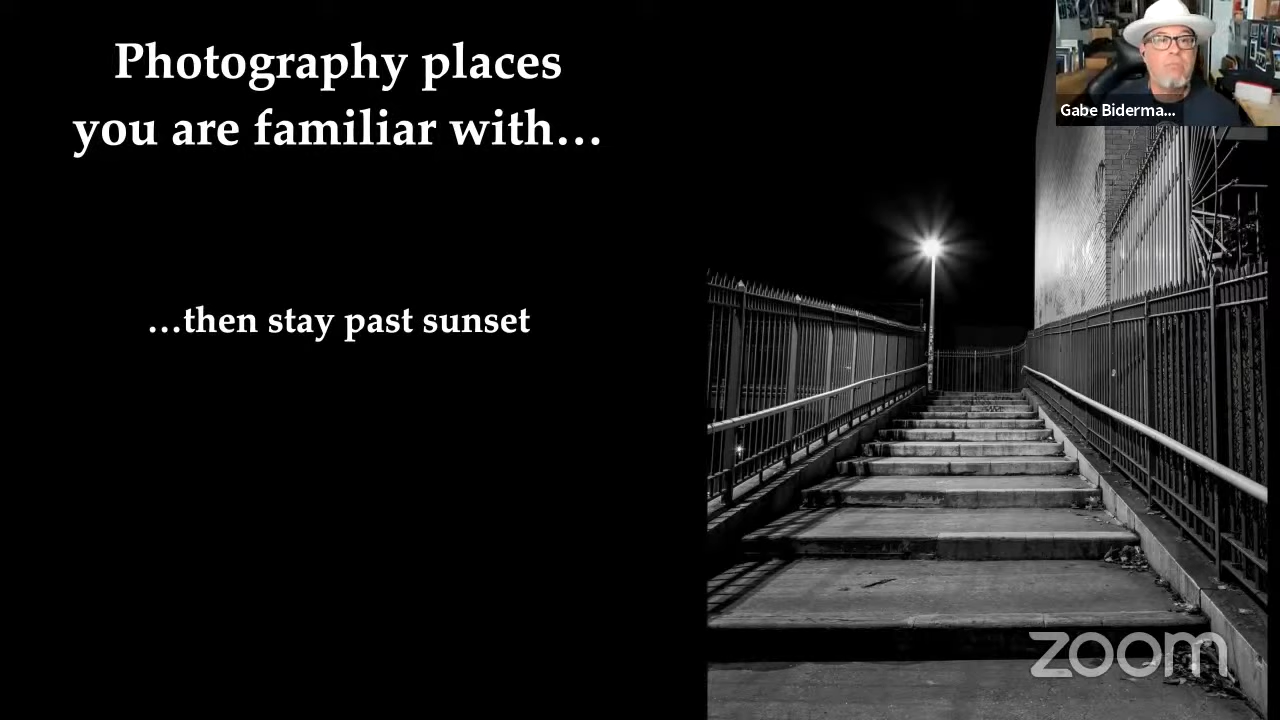 Photography places
you are familiar with…
Gabe Biderma...
…then stay past sunset
zoom